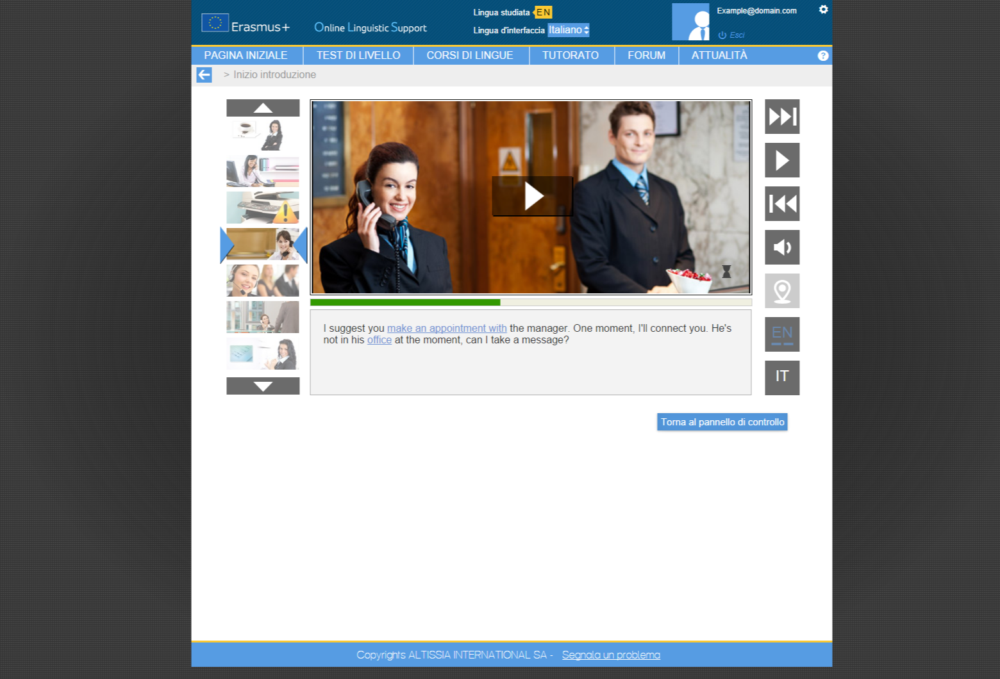 Erasmus+
Online Linguistic Support
Lingua studiata EN
Lingua d'interfaccia Italiano
Example@domain.com
Esci
PAGINA INIZIALE
TEST DI LIVELLO
CORSI DI LINGUE
TUTORATO
FORUM
ATTUALITÀ
?
> Inizio introduzione
I suggest you make an appointment with the manager. One moment, I'll connect you. He's
not in his office at the moment, can I take a message?
EN
IT
Torna al pannello di controllo
Copyrights ALTISSIA INTERNATIONAL SA - Segnala un problema